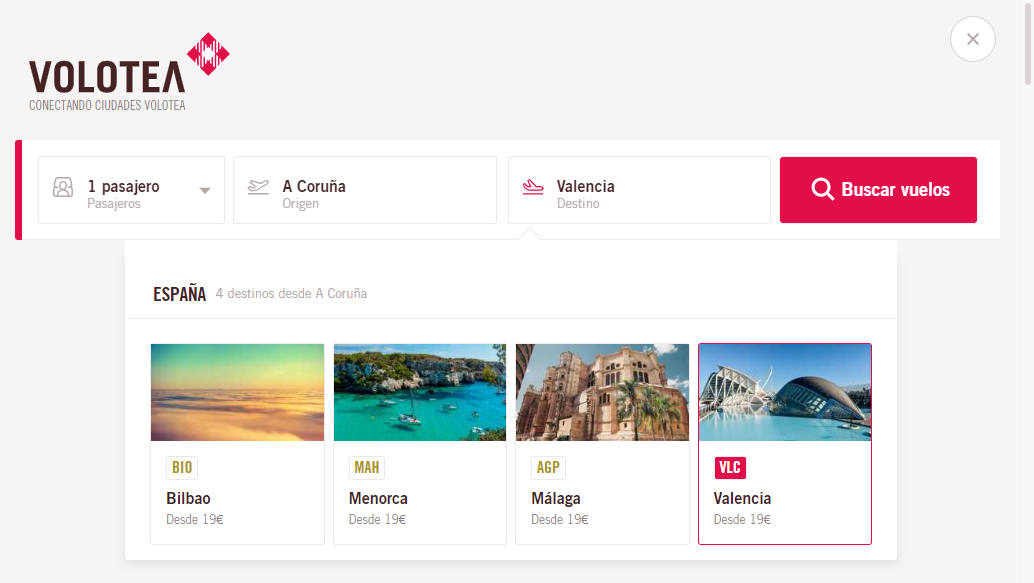 VOLOTEA
CONECTANDO CIUDADES VOLOTEA
1 pasajero
Pasajeros
A Coruña
Origen
Valencia
Destino
Buscar vuelos
ESPAÑA 4 destinos desde A Coruña
BIO
Bilbao
Desde 19€
MAH
Menorca
Desde 19€
AGP
Málaga
Desde 19€
VLC
Valencia
Desde 19€